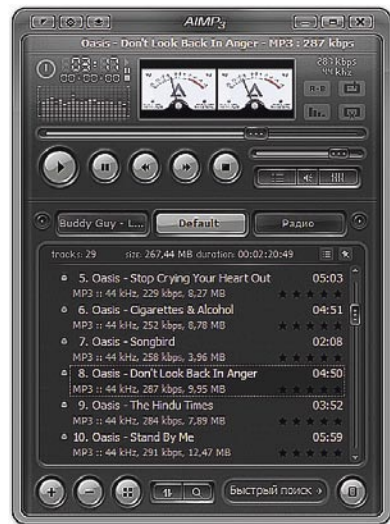 AIMP3
Oasis - Don't Look Back In Anger - MP3 : 287 kbps
03:17
00:00:00
283 kbps
44 khz
A-B
Buddy Guy - L...
Default
Радио
tracks: 29 size: 267,44 MB duration: 00:02:20:49
5. Oasis - Stop Crying Your Heart Out 05:03
MP3 :: 44 kHz, 229 kbps, 8,27 MB
6. Oasis - Cigarettes & Alcohol 04:51
MP3 :: 44 kHz, 252 kbps, 8,78 MB
7. Oasis - Songbird 02:08
MP3 :: 44 kHz, 258 kbps, 3,96 MB
8. Oasis - Don't Look Back In Anger 04:50
MP3 :: 44 kHz, 287 kbps, 9,95 MB
9. Oasis - The Hindu Times 03:52
MP3 :: 44 kHz, 284 kbps, 7,89 MB
10. Oasis - Stand By Me 05:59
MP3 :: 44 kHz, 291 kbps, 12,47 MB
Быстрый поиск